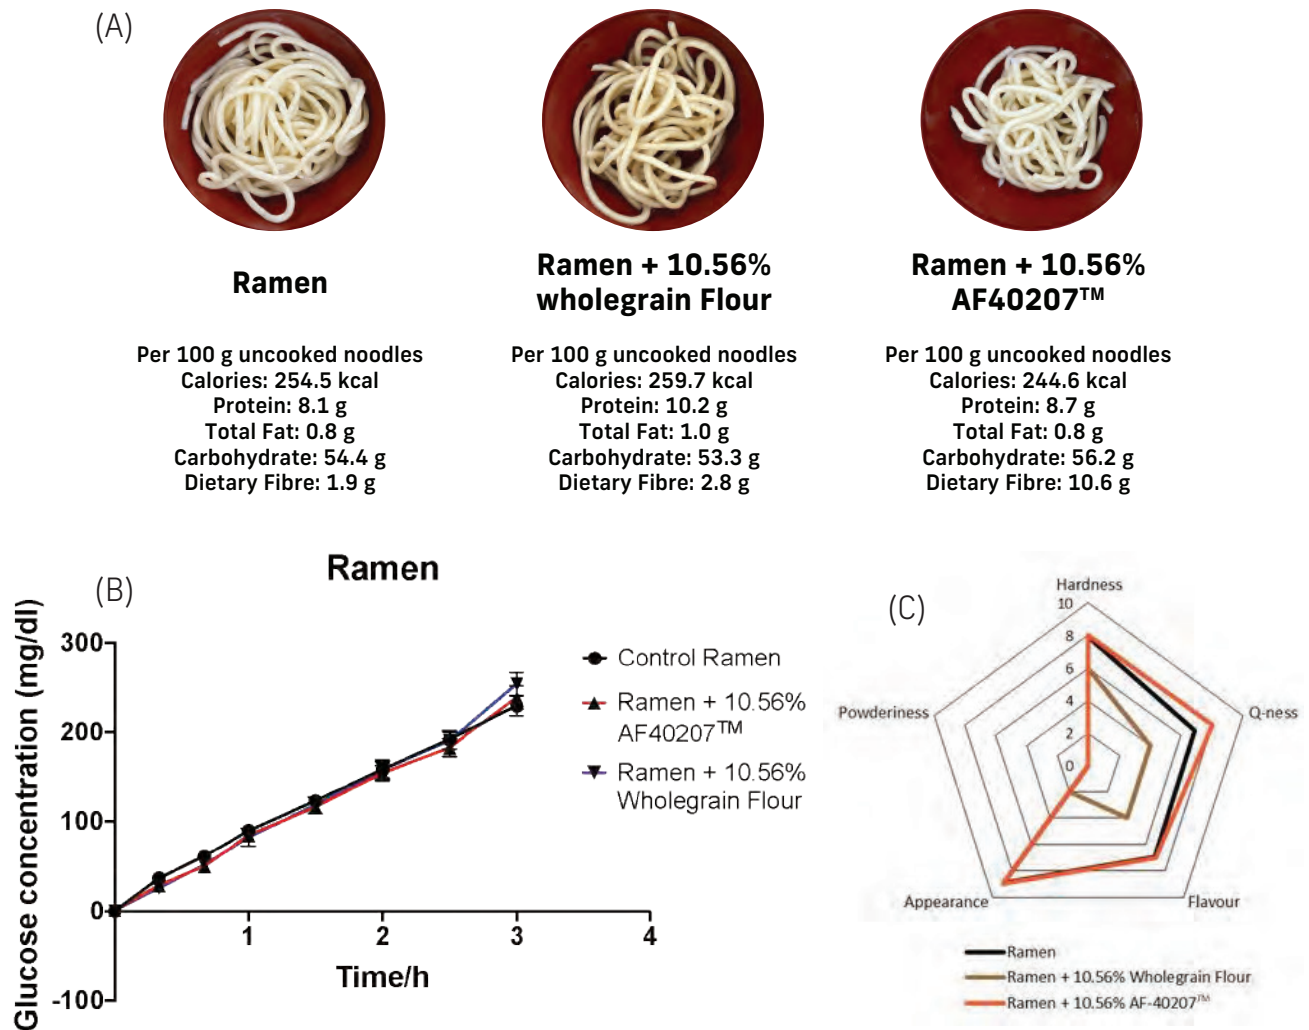 (A)
Ramen
Ramen + 10.56%
wholegrain Flour
Ramen + 10.56%
AF40207™
Per 100 g uncooked noodles
Calories: 254.5 kcal
Protein: 8.1 g
Total Fat: 0.8 g
Carbohydrate: 54.4 g
Dietary Fibre: 1.9 g
Per 100 g uncooked noodles
Calories: 259.7 kcal
Protein: 10.2 g
Total Fat: 1.0 g
Carbohydrate: 53.3 g
Dietary Fibre: 2.8 g
Per 100 g uncooked noodles
Calories: 244.6 kcal
Protein: 8.7 g
Total Fat: 0.8 g
Carbohydrate: 56.2 g
Dietary Fibre: 10.6 g
(B)
Ramen
Glucose concentration (mg/dl)
300
200
100
0
-100
1
2
3
4
Time/h
Control Ramen
Ramen + 10.56%
AF40207™
Ramen + 10.56%
Wholegrain Flour
(C)
Hardness
10
8
6
4
2
0
Powderiness
Q-ness
Appearance
Flavour
Ramen
Ramen + 10.56% Wholegrain Flour
Ramen + 10.56% AF-40207™